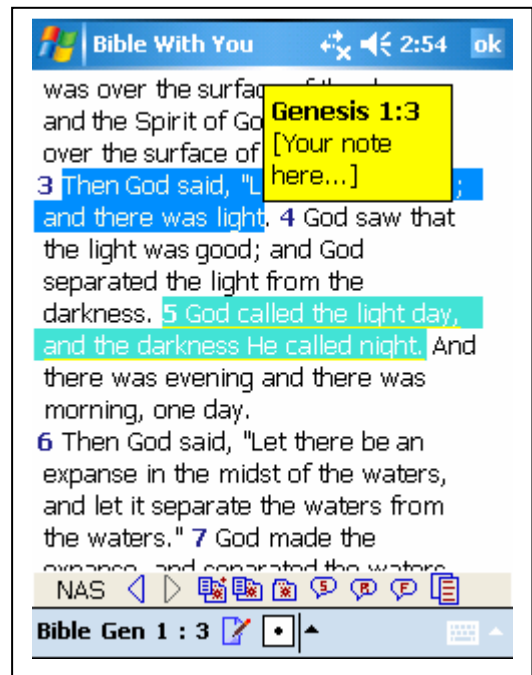 Bible With You 2:54 ok
was over the surfac
and the Spirit of Go
over the surface of
Genesis 1:3
[Your note
here...]
3 Then God said, "L ;
and there was light. 4 God saw that
the light was good; and God
separated the light from the
darkness. 5 God called the light day,
and the darkness He called night. And
there was evening and there was
morning, one day.
6 Then God said, "Let there be an
expanse in the midst of the waters,
and let it separate the waters from
the waters." 7 God made the
expanse, and separated the waters
NAS S R F
Bible Gen 1 : 3